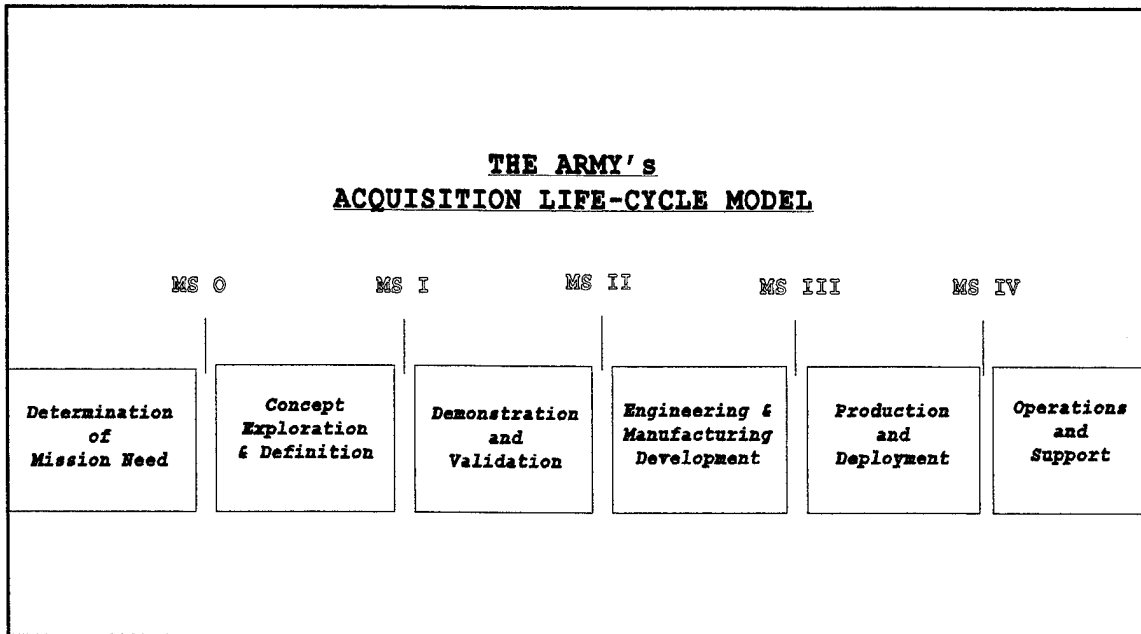 THE ARMY's
ACQUISITION LIFE-CYCLE MODEL
MS O
MS I
MS II
MS III
MS IV
Determination
of
Mission Need
Concept
Exploration
& Definition
Demonstration
and
Validation
Engineering &
Manufacturing
Development
Production
and
Deployment
Operations
and
Support